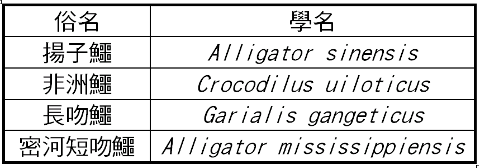 俗名 學名
揚子鱷 Alligator sinensis
非洲鱷 Crocodilus uiloticus
長吻鱷 Garialis gangeticus
密河短吻鱷 Alligator mississippiensis